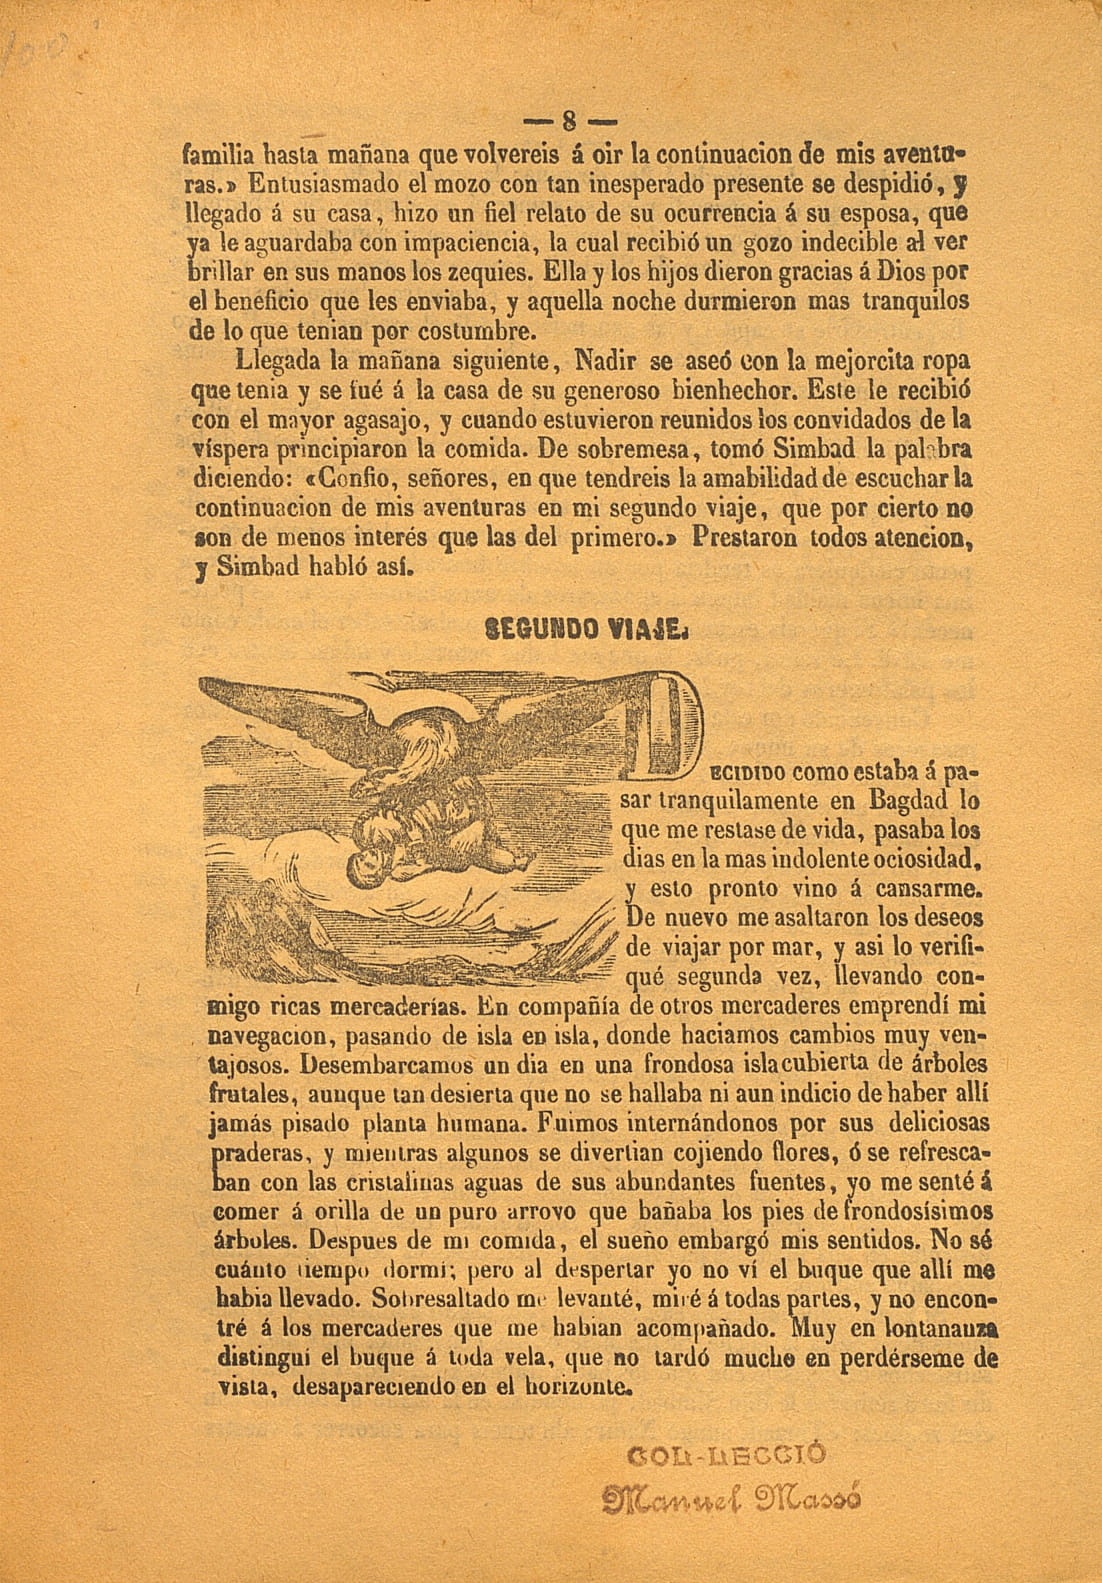 100
— 8 —
familia hasta mañana que volvereis á oir la continuacion de mis aventu-
ras.» Entusiasmado el mozo con tan inesperado presente se despidió, y
llegado á su casa, hizo un fiel relato de su ocurrencia á su esposa, que
ya le aguardaba con impaciencia, la cual recibió un gozo indecible al ver
brillar en sus manos los zequies. Ella y los hijos dieron gracias á Dios por
el beneficio que les enviaba, y aquella noche durmieron mas tranquilos
de lo que tenian por costumbre.
Llegada la mañana siguiente, Nadir se aseó con la mejorcita ropa
que tenia y se fué á la casa de su generoso bienhechor. Este le recibió
con el mayor agasajo, y cuando estuvieron reunidos los convidados de la
víspera principiaron la comida. De sobremesa, tomó Simbad la palabra
diciendo: «Confio, señores, en que tendreis la amabilidad de escuchar la
continuacion de mis aventuras en mi segundo viaje, que por cierto no
son de menos interés que las del primero.» Prestaron todos atencion,
y Simbad habló así.
SEGUNDO VIAJE.
DECIDIDO como estaba á pa-
sar tranquilamente en Bagdad lo
que me restase de vida, pasaba los
dias en la mas indolente ociosidad,
y esto pronto vino á cansarme.
De nuevo me asaltaron los deseos
de viajar por mar, y asi lo verifi-
qué segunda vez, llevando con-
migo ricas mercaderías. En compañía de otros mercaderes emprendí mi
navegacion, pasando de isla en isla, donde haciamos cambios muy ven-
tajosos. Desembarcamos un dia en una frondosa isla cubierta de árboles
frutales, aunque tan desierta que no se hallaba ni aun indicio de haber allí
jamás pisado planta humana. Fuimos internándonos por sus deliciosas
praderas, y mientras algunos se divertian cojiendo flores, ó se refresca-
ban con las cristalinas aguas de sus abundantes fuentes, yo me senté á
comer á orilla de un puro arroyo que bañaba los pies de frondosísimos
árboles. Despues de mi comida, el sueño embargó mis sentidos. No sé
cuánto tiempo dormi; pero al despertar yo no ví el buque que allí me
habia llevado. Sobresaltado me levanté, miré á todas partes, y no encon-
tré á los mercaderes que me habian acompañado. Muy en lontananza
distinguí el buque á toda vela, que no tardó mucho en perdérseme de
vista, desapareciendo en el horizonte.
COL-LECCIÓ
Manuel Massó